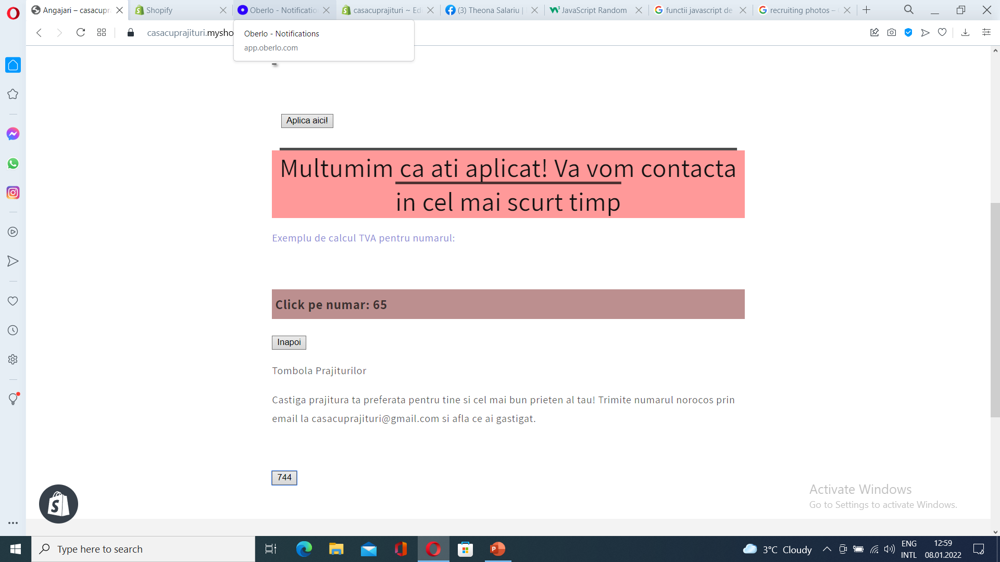 Angajari – casacupra
Shopify
Oberlo - Notificatio
casacuprajituri ~ Ed
(3) Theona Salariu |
JavaScript Random
functii javascript de
recruiting photos –
casacuprajituri.mysho
Oberlo - Notifications
app.oberlo.com
Aplica aici!
Multumim ca ati aplicat! Va vom contacta
in cel mai scurt timp
Exemplu de calcul TVA pentru numarul:
Click pe numar: 65
Inapoi
Tombola Prajiturilor
Castiga prajitura ta preferata pentru tine si cel mai bun prieten al tau! Trimite numarul norocos prin
email la casacuprajituri@gmail.com si afla ce ai gastigat.
744
Activate Windows
Go to Settings to activate Windows.
Type here to search
3°C Cloudy
ENG
INTL
12:59
08.01.2022